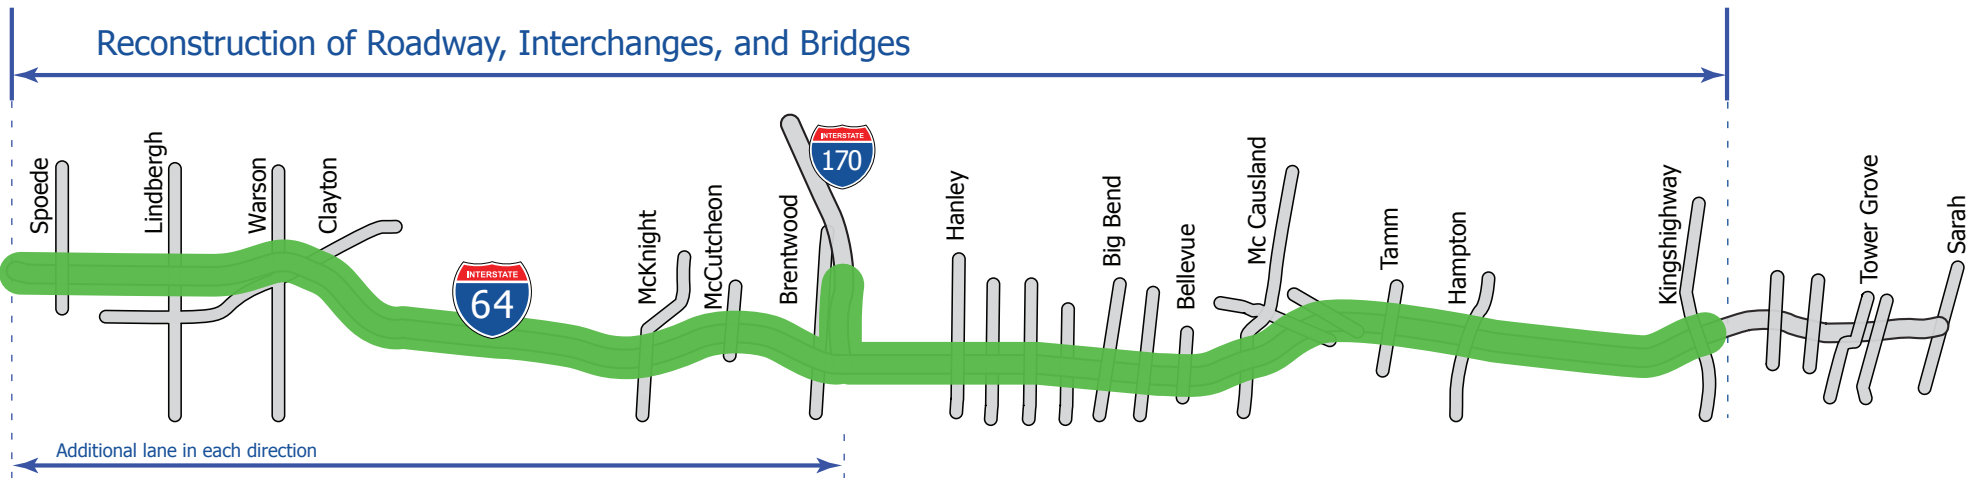 Reconstruction of Roadway, Interchanges, and Bridges
Spoede
Lindbergh
Warson
Clayton
INTERSTATE
64
McKnight
McCutcheon
Brentwood
INTERSTATE
170
Hanley
Big Bend
Bellevue
Mc Causland
Tamm
Hampton
Kingshighway
Tower Grove
Sarah
Additional lane in each direction